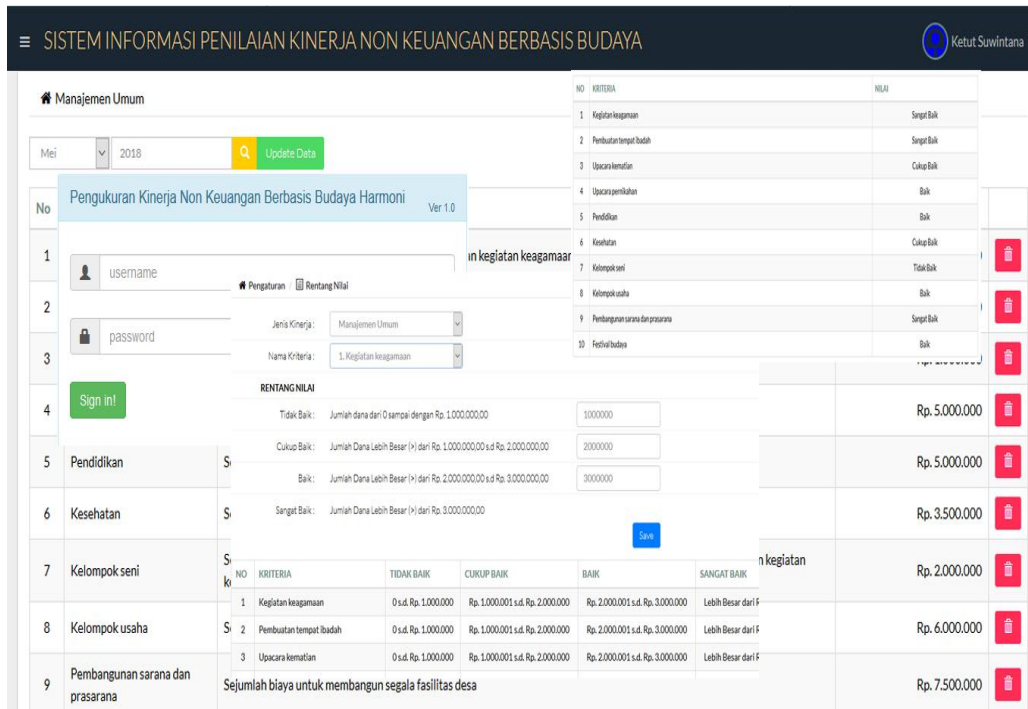 ≡ SISTEM INFORMASI PENILAIAN KINERJA NON KEUANGAN BERBASIS BUDAYA
Ketut Suwintana
Manajemen Umum
Mei 2018 Update Data
No
1 n kegiatan keagamaan
2
3
4 Rp. 5.000.000
5 Pendidikan Rp. 5.000.000
6 Kesehatan Rp. 3.500.000
7 Kelompok seni n kegiatan Rp. 2.000.000
8 Kelompok usaha Rp. 6.000.000
9 Pembangunan sarana dan prasarana Sejumlah biaya untuk membangun segala fasilitas desa Rp. 7.500.000
Pengukuran Kinerja Non Keuangan Berbasis Budaya Harmoni Ver 1.0
username
password
Sign in!
NO KRITERIA NILAI
1 Kegiatan keagamaan Sangat Baik
2 Pembuatan tempat ibadah Sangat Baik
3 Upacara kematian Cukup Baik
4 Upacara pernikahan Baik
5 Pendidikan Baik
6 Kesehatan Cukup Baik
7 Kelompok seni Tidak Baik
8 Kelompok usaha Baik
9 Pembangunan sarana dan prasarana Sangat Baik
10 Festival budaya Baik
Pengaturan / Rentang Nilai
Jenis Kinerja : Manajemen Umum
Nama Kriteria : 1. Kegiatan keagamaan
RENTANG NILAI
Tidak Baik : Jumlah dana dari 0 sampai dengan Rp. 1.000.000,00 1000000
Cukup Baik : Jumlah Dana Lebih Besar (>) dari Rp. 1.000.000,00 s.d Rp. 2.000.000,00 2000000
Baik : Jumlah Dana Lebih Besar (>) dari Rp. 2.000.000,00 s.d Rp. 3.000.000,00 3000000
Sangat Baik : Jumlah Dana Lebih Besar (>) dari Rp. 3.000.000,00
Save
NO KRITERIA TIDAK BAIK CUKUP BAIK BAIK SANGAT BAIK
1 Kegiatan keagamaan 0 s.d. Rp. 1.000.000 Rp. 1.000.001 s.d. Rp. 2.000.000 Rp. 2.000.001 s.d. Rp. 3.000.000 Lebih Besar dari
2 Pembuatan tempat ibadah 0 s.d. Rp. 1.000.000 Rp. 1.000.001 s.d. Rp. 2.000.000 Rp. 2.000.001 s.d. Rp. 3.000.000 Lebih Besar dari
3 Upacara kematian 0 s.d. Rp. 1.000.000 Rp. 1.000.001 s.d. Rp. 2.000.000 Rp. 2.000.001 s.d. Rp. 3.000.000 Lebih Besar dari